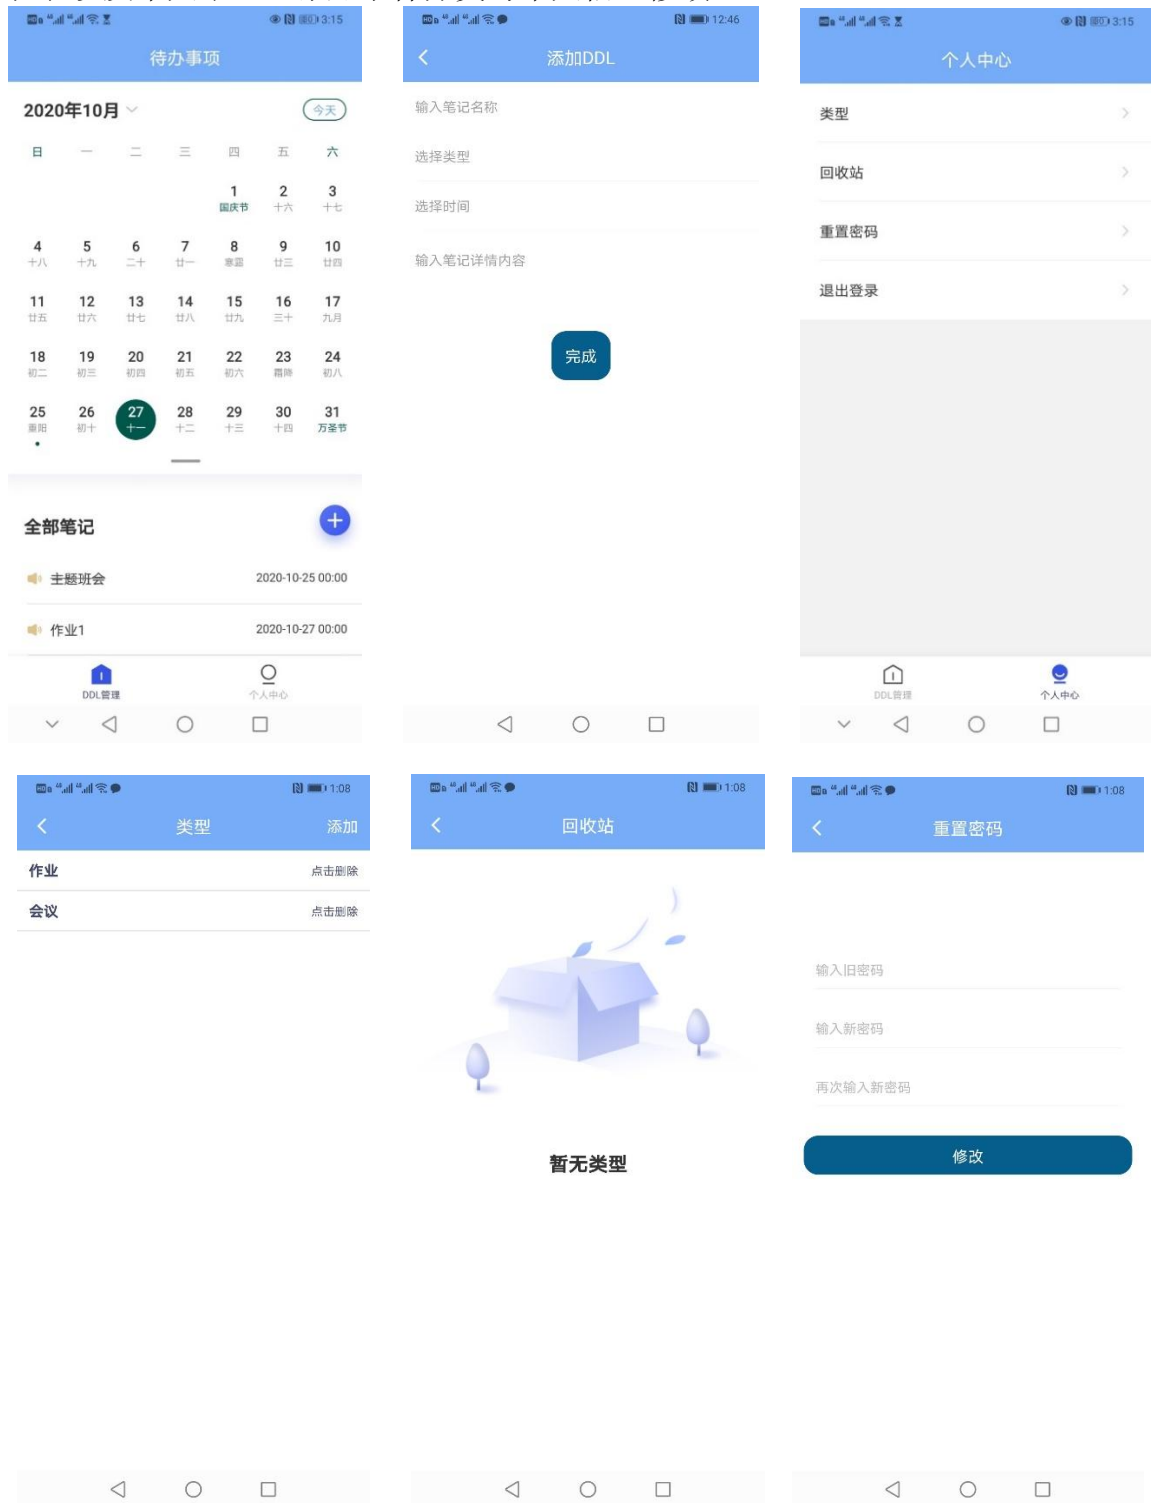 3:15
待办事项
2020年10月
今天
日 一 二 三 四 五 六
1 2 3
国庆节 十六 十七
4 5 6 7 8 9 10
十八 十九 二十 廿一 寒露 廿三 廿四
11 12 13 14 15 16 17
廿五 廿六 廿七 廿八 廿九 三十 九月
18 19 20 21 22 23 24
初二 初三 初四 初五 初六 霜降 初八
25 26 27 28 29 30 31
重阳 初十 十一 十二 十三 十四 万圣节
全部笔记
主题班会 2020-10-25 00:00
作业1 2020-10-27 00:00
DDL管理 个人中心
12:46
添加DDL
输入笔记名称
选择类型
选择时间
输入笔记详情内容
完成
3:15
个人中心
类型
回收站
重置密码
退出登录
DDL管理 个人中心
1:08
类型 添加
作业 点击删除
会议 点击删除
1:08
回收站
暂无类型
1:08
重置密码
输入旧密码
输入新密码
再次输入新密码
修改